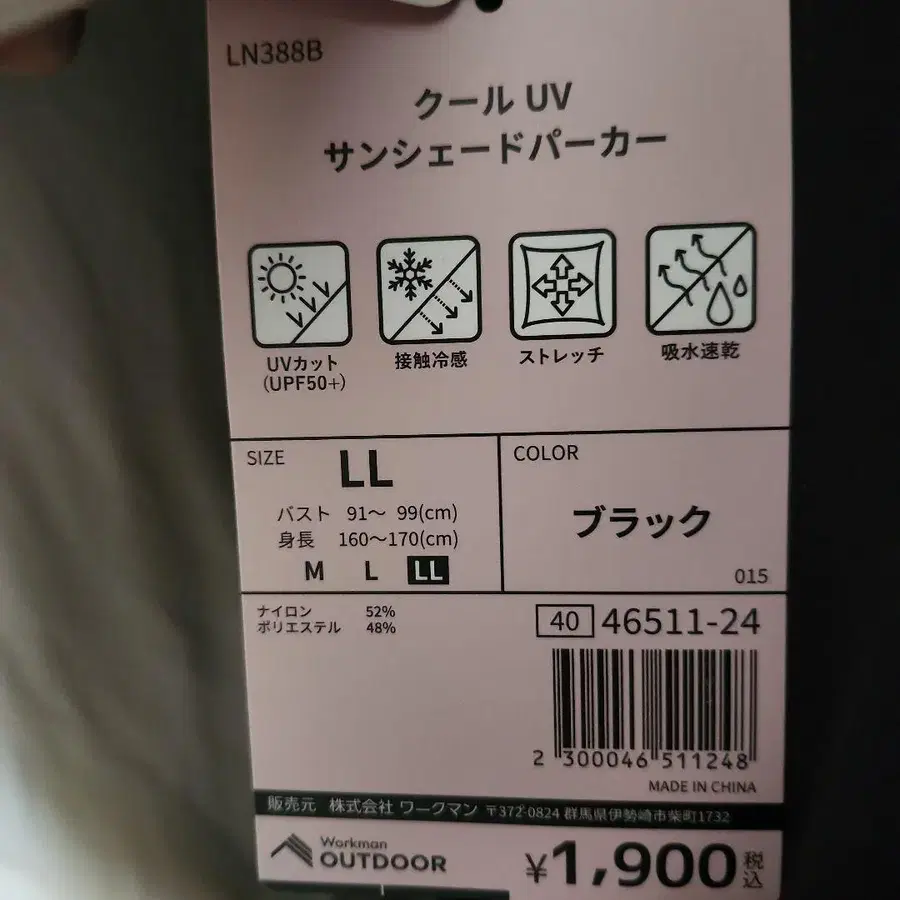 LN388B
クール UV
サンシェードパーカー
UVカット
(UPF50+)
接触冷感
ストレッチ
吸水速乾
SIZE
LL
バスト 91〜 99(cm)
身長 160〜170(cm)
M L LL
COLOR
ブラック
015
ナイロン 52%
ポリエステル 48%
40 46511-24
2 300046 511248
MADE IN CHINA
販売元 株式会社 ワークマン 〒372-0824 群馬県伊勢崎市柴町1732
Workman
OUTDOOR
¥1,900税込